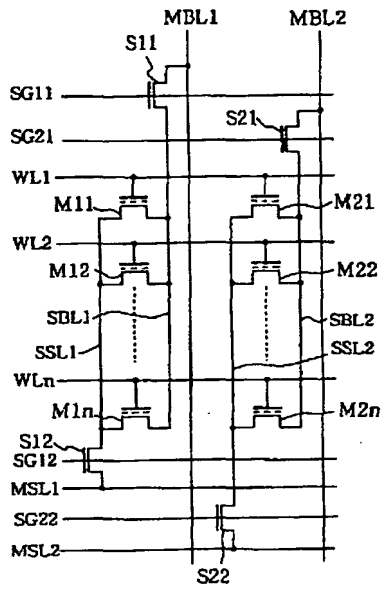 MBL1 MBL2
S11
SG11
S21
SG21
WL1
M11 M21
WL2
M12 M22
SBL1 SBL2
SSL1 SSL2
WLn
M1n M2n
S12
SG12
MSL1
SG22
MSL2
S22